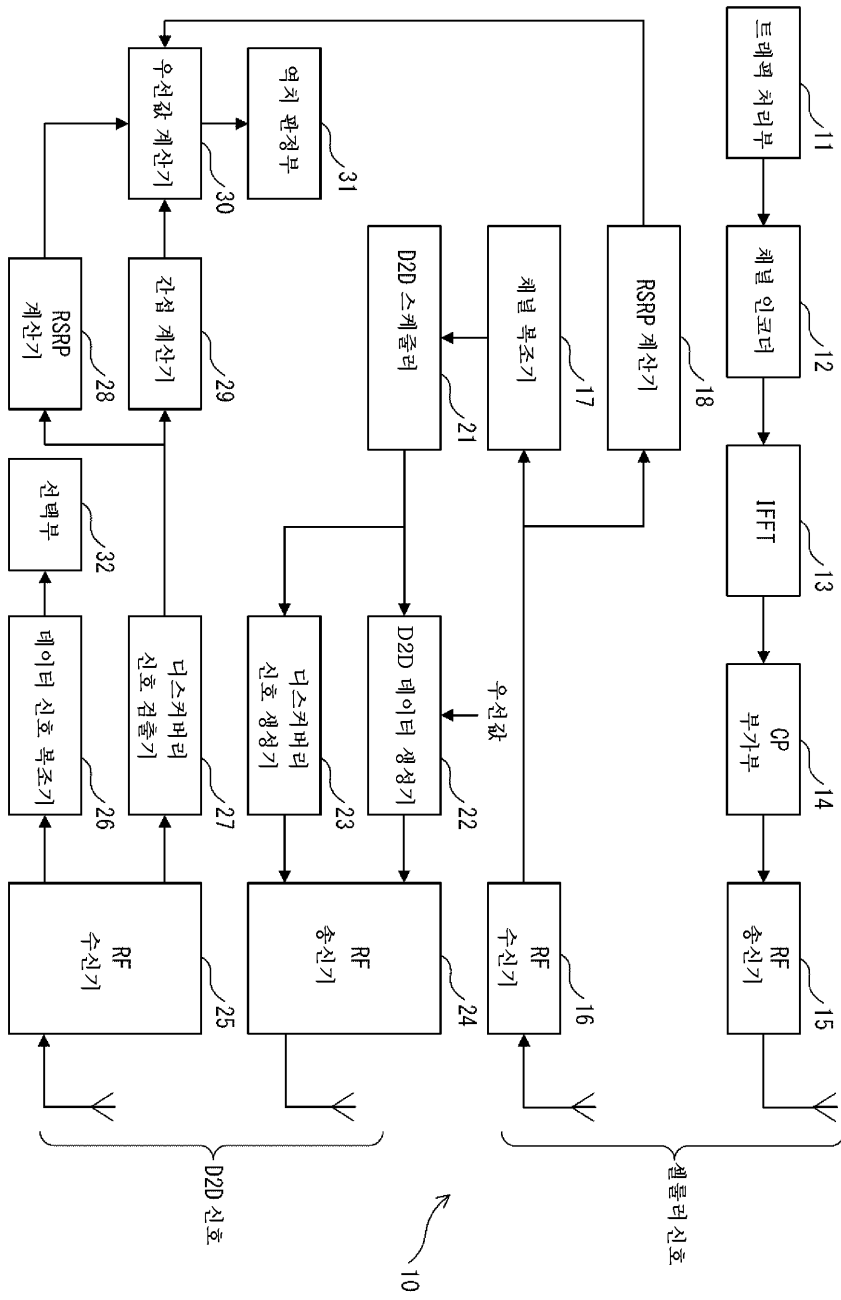 트래픽 처리부
11
채널 인코더
12
IFFT
13
CP
부가부
14
RF
송신기
15
RSRP 계산기
18
채널 복조기
17
RF
수신기
16
셀룰러 신호
D2D 스케줄러
21
우선값
D2D 데이터 생성기
22
디스커버리
신호 생성기
23
RF
송신기
24
역치 판정부
31
우선값 계산기
30
간섭 계산기
29
RSRP
계산기
28
디스커버리
신호 검출기
27
선택부
32
데이터 신호 복조기
26
RF
수신기
25
D2D 신호
10